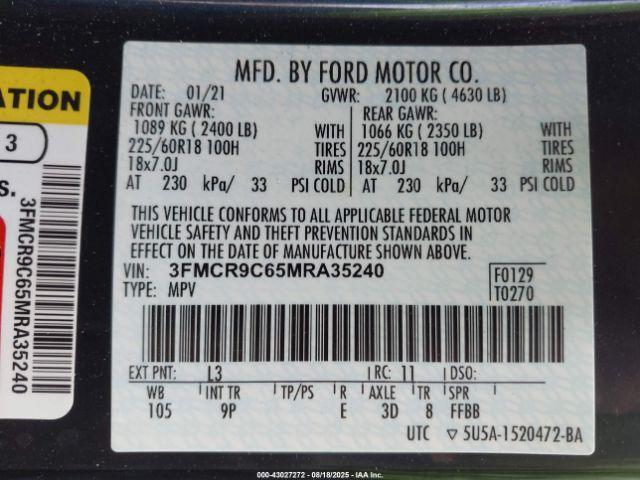 ATION
3
S.
3FMCR9C65MRA35240
MFD. BY FORD MOTOR CO.
DATE: 01/21 GVWR: 2100 KG ( 4630 LB)
FRONT GAWR: REAR GAWR:
1089 KG ( 2400 LB) WITH 1066 KG ( 2350 LB) WITH
225/60R18 100H TIRES 225/60R18 100H TIRES
18x7.0J RIMS 18x7.0J RIMS
AT 230 kPa/ 33 PSI COLD AT 230 kPa/ 33 PSI COLD
THIS VEHICLE CONFORMS TO ALL APPLICABLE FEDERAL MOTOR
VEHICLE SAFETY AND THEFT PREVENTION STANDARDS IN
EFFECT ON THE DATE OF MANUFACTURE SHOWN ABOVE.
VIN: 3FMCR9C65MRA35240 F0129
TYPE: MPV T0270
EXT PNT: L3 RC: 11 DSO:
WB INT TR TP/PS R AXLE TR SPR
105 9P E 3D 8 FFBB
UTC ▽ 5U5A-1520472-BA
000-43027272 — 08/18/2025 — IAA Inc.